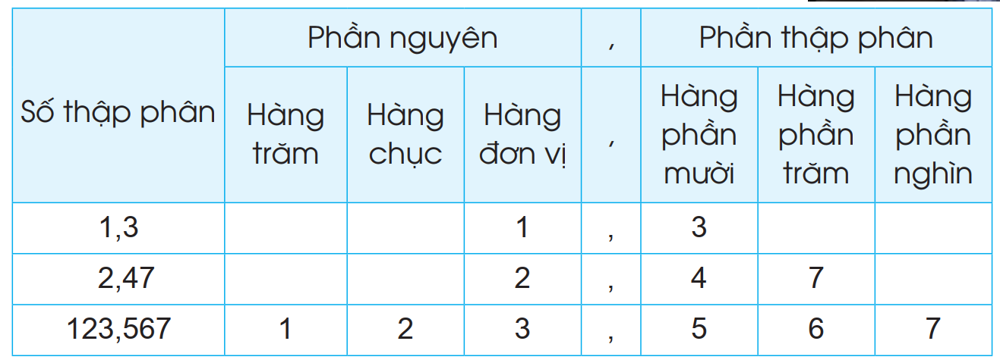 Số thập phân
Phần nguyên , Phần thập phân
Hàng trăm Hàng chục Hàng đơn vị , Hàng phần mười Hàng phần trăm Hàng phần nghìn
1,3 1 , 3
2,47 2 , 4 7
123,567 1 2 3 , 5 6 7